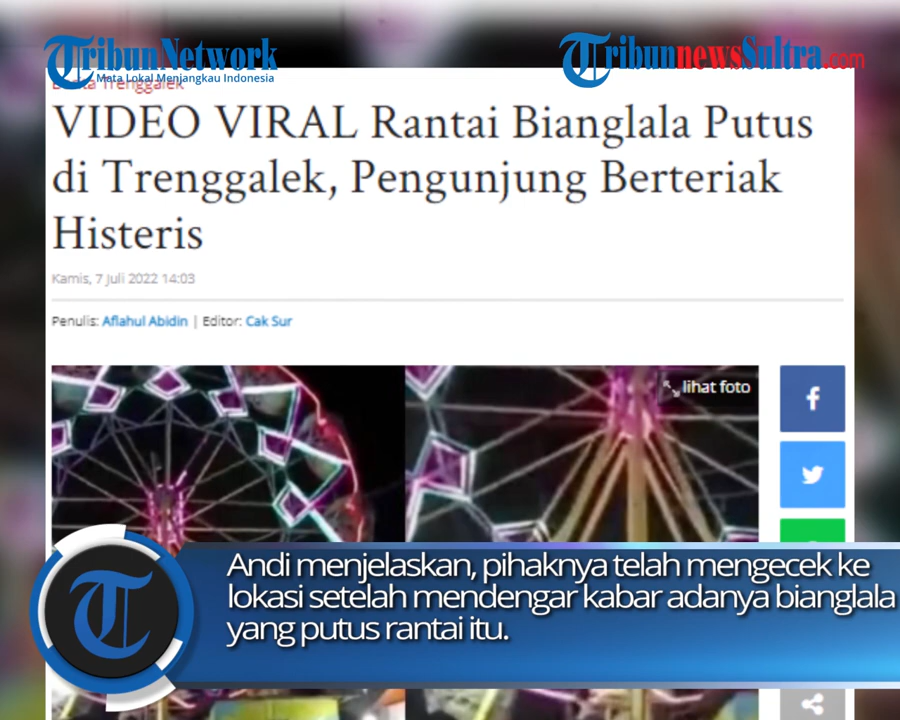 TribunNetwork
Mata Lokal Menjangkau Indonesia
TribunnewsSultra.com
Berita Trenggalek
VIDEO VIRAL Rantai Bianglala Putus
di Trenggalek, Pengunjung Berteriak
Histeris
Kamis, 7 Juli 2022 14:03
Penulis: Aflahul Abidin | Editor: Cak Sur
lihat foto
Andi menjelaskan, pihaknya telah mengecek ke
lokasi setelah mendengar kabar adanya bianglala
yang putus rantai itu.